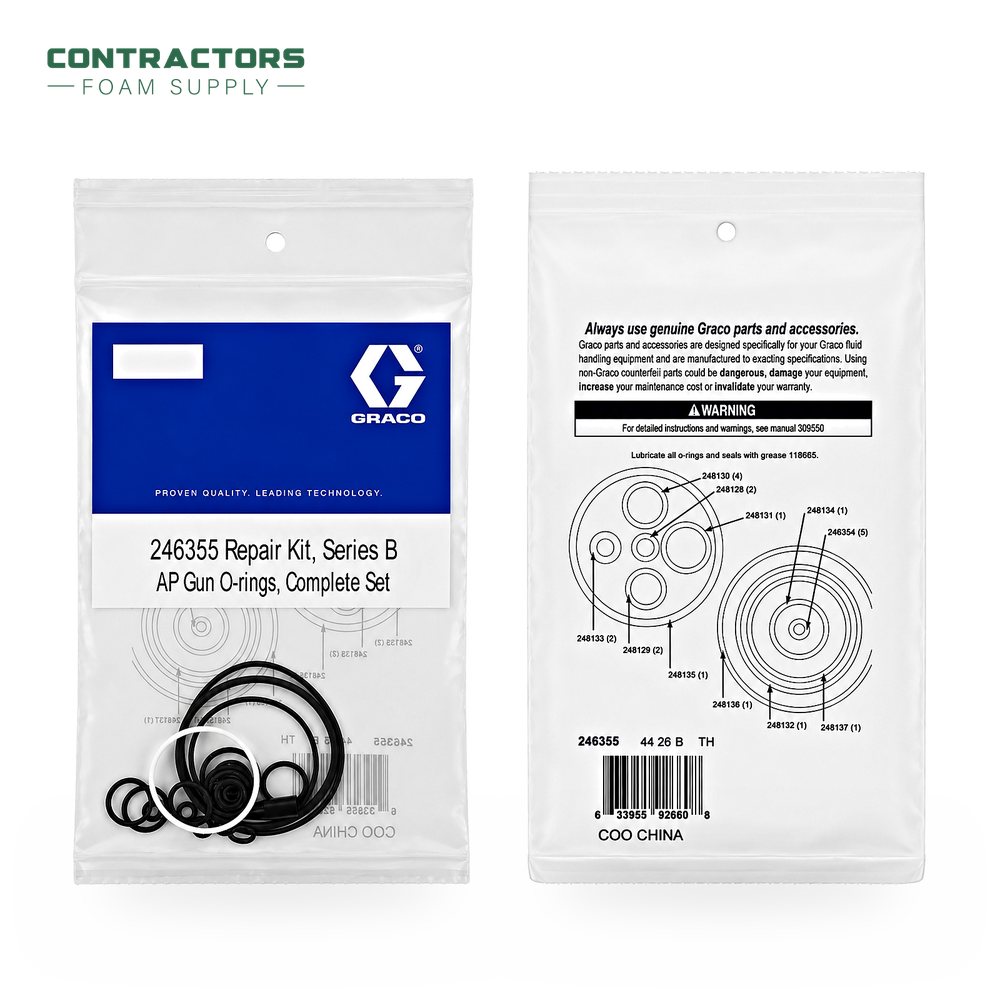 CONTRACTORS
FOAM SUPPLY
GRACO
®
PROVEN QUALITY. LEADING TECHNOLOGY.
246355 Repair Kit, Series B
AP Gun O-rings, Complete Set
246355
COO CHINA
Always use genuine Graco parts and accessories.
Graco parts and accessories are designed specifically for your Graco fluid
handling equipment and are manufactured to exacting specifications. Using
non-Graco counterfeii parts could be dangerous, damage your equipment,
increase your maintenance cost or invalidate your warranty.
WARNING
For detailed instructions and warnings, see manual 309550
Lubricate all o-rings and seals with grease 118665.
248130 (4)
248128 (2)
248131 (1)
248134 (1)
246354 (5)
248133 (2)
248129 (2)
248135 (1)
248136 (1)
248132 (1)
248137 (1)
246355 44 26 B TH
6 33955 92660 8
COO CHINA